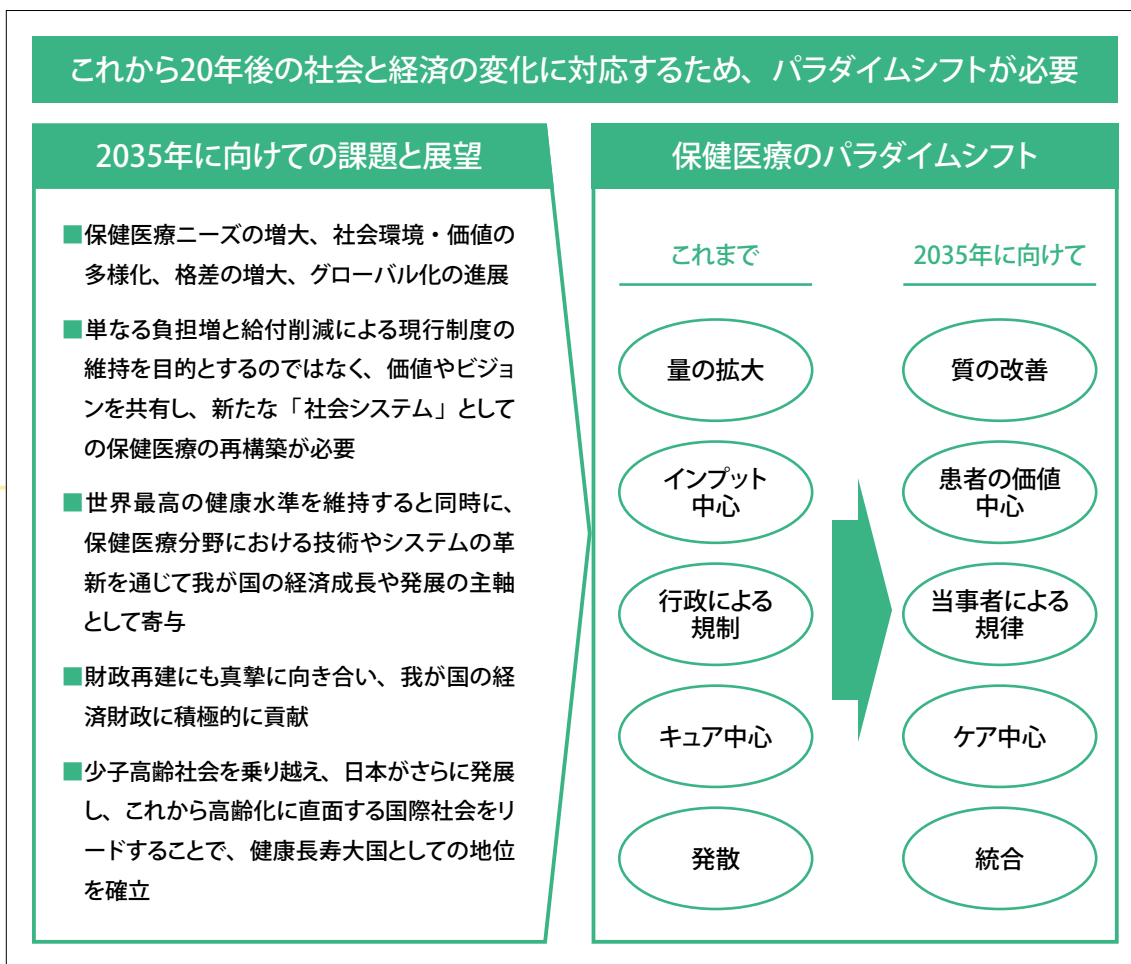 これから20年後の社会と経済の変化に対応するため、パラダイムシフトが必要
2035年に向けての課題と展望
■保健医療ニーズの増大、社会環境・価値の
多様化、格差の増大、グローバル化の進展
■単なる負担増と給付削減による現行制度の
維持を目的とするのではなく、価値やビジョ
ンを共有し、新たな「社会システム」として
の保健医療の再構築が必要
■世界最高の健康水準を維持すると同時に、
保健医療分野における技術やシステムの革
新を通じて我が国の経済成長や発展の主軸
として寄与
■財政再建にも真摯に向き合い、我が国の経
済財政に積極的に貢献
■少子高齢社会を乗り越え、日本がさらに発展
し、これから高齢化に直面する国際社会をリ
ードすることで、健康長寿大国としての地位
を確立
保健医療のパラダイムシフト
これまで
2035年に向けて
量の拡大
質の改善
インプット
中心
患者の価値
中心
行政による
規制
当事者による
規律
キュア中心
ケア中心
発散
統合